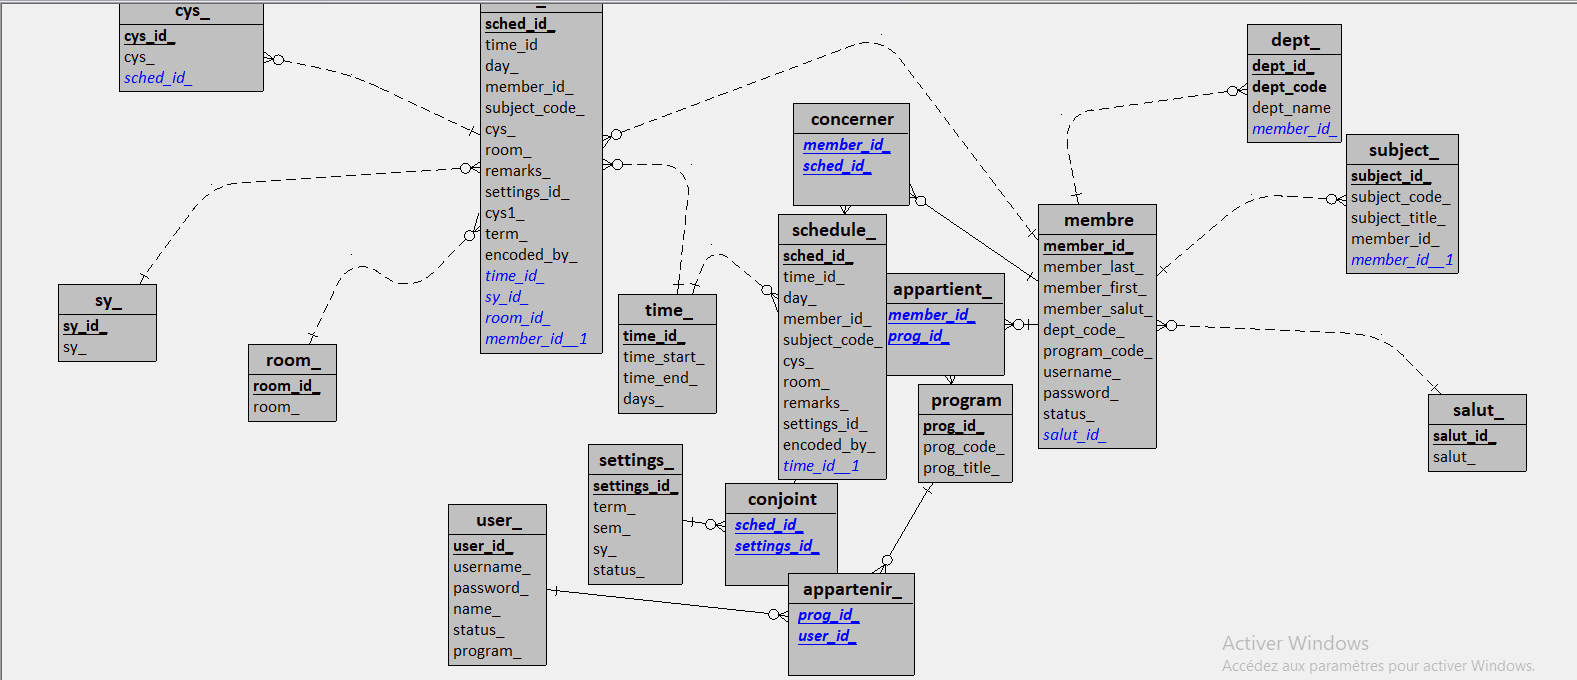 cys_
cys_id_
cys_
sched_id_
_
sched_id_
time_id
day_
member_id_
subject_code_
cys_
room_
remarks_
settings_id_
cys1_
term_
encoded_by_
time_id_
sy_id_
room_id_
member_id__1
dept_
dept_id_
dept_code
dept_name
member_id_
concerner
member_id_
sched_id_
subject_
subject_id_
subject_code_
subject_title_
member_id_
member_id__1
membre
member_id_
member_last_
member_first_
member_salut_
dept_code_
program_code_
username_
password_
status_
salut_id_
schedule_
sched_id_
time_id_
day_
member_id_
subject_code_
cys_
room_
remarks_
settings_id_
encoded_by_
time_id__1
appartient_
member_id_
prog_id_
sy_
sy_id_
sy_
time_
time_id_
time_start_
time_end_
days_
room_
room_id_
room_
program
prog_id_
prog_code_
prog_title_
salut_
salut_id_
salut_
settings_
settings_id_
term_
sem_
sy_
status_
conjoint
sched_id_
settings_id_
user_
user_id_
username_
password_
name_
status_
program_
appartenir_
prog_id_
user_id_
Activer Windows
Accédez aux paramètres pour activer Windows.